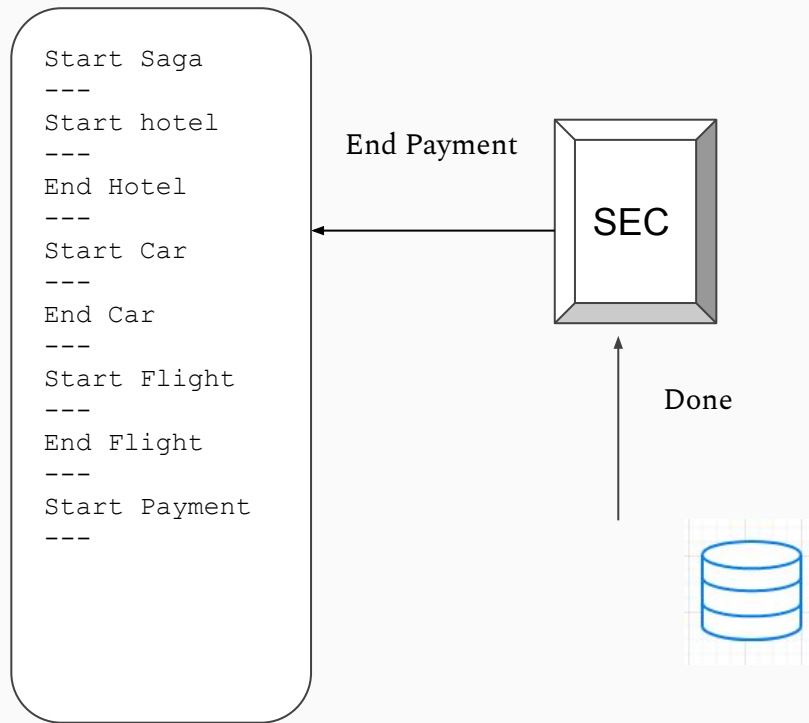 Start Saga
---
Start hotel
---
End Hotel
---
Start Car
---
End Car
---
Start Flight
---
End Flight
---
Start Payment
---
End Payment
SEC
Done